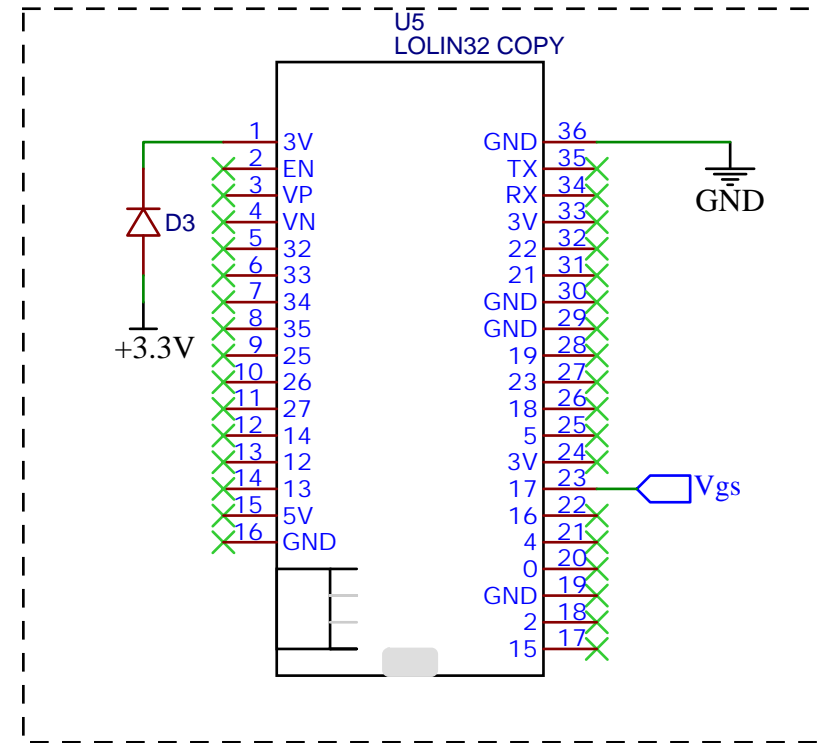 U5
LOLIN32 COPY
1 3V GND 36
2 EN TX 35
3 VP RX 34
4 VN 3V 33
5 32 22 32
6 33 21 31
7 34 GND 30
8 35 GND 29
9 25 19 28
10 26 23 27
11 27 18 26
12 14 5 25
13 12 3V 24
14 13 17 23
15 5V 16 22
16 GND 4 21
0 20
GND 19
2 18
15 17
D3
+3.3V
GND
Vgs